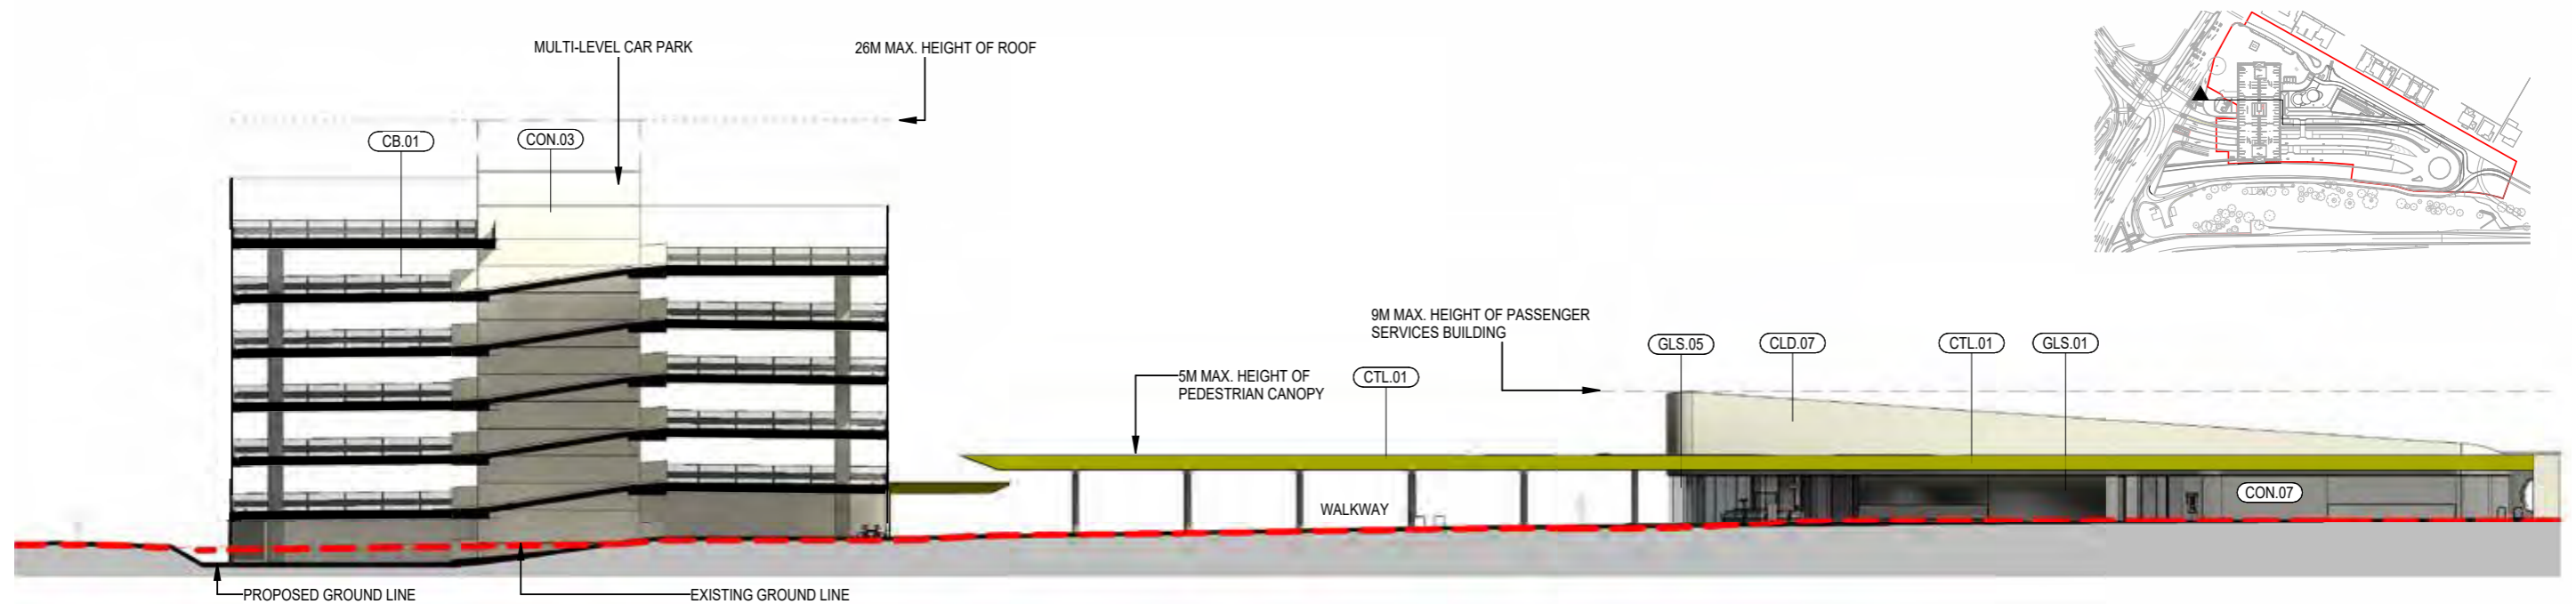 MULTI-LEVEL CAR PARK
26M MAX. HEIGHT OF ROOF
CB.01
CON.03
9M MAX. HEIGHT OF PASSENGER
SERVICES BUILDING
GLS.05
CLD.07
CTL.01
GLS.01
5M MAX. HEIGHT OF
PEDESTRIAN CANOPY
CTL.01
CON.07
WALKWAY
PROPOSED GROUND LINE
EXISTING GROUND LINE